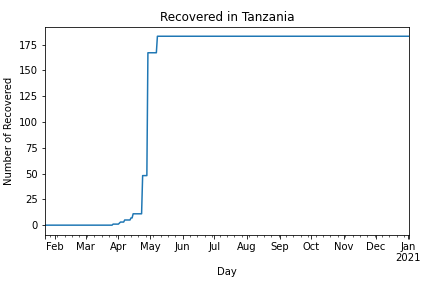 Recovered in Tanzania
Number of Recovered
175
150
125
100
75
50
25
0
Feb Mar Apr May Jun Jul Aug Sep Oct Nov Dec Jan
2021
Day